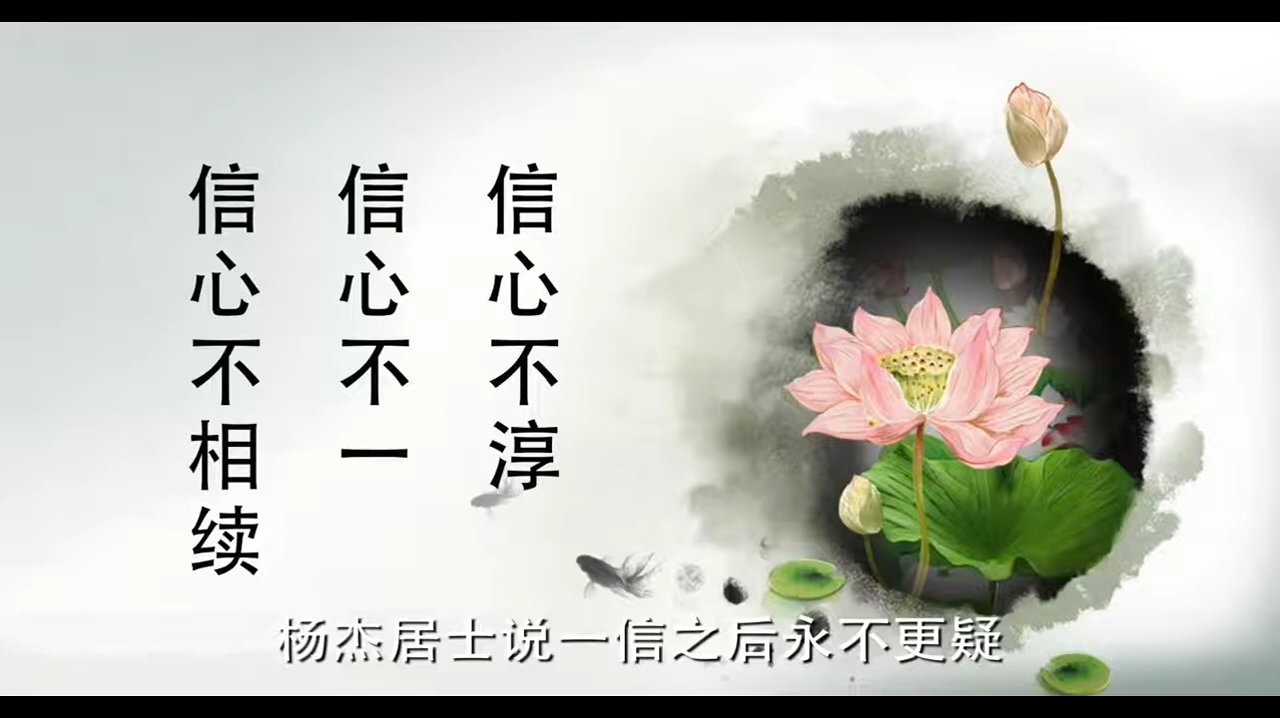 信心不淳
信心不一
信心不相续
杨杰居士说一信之后永不更疑